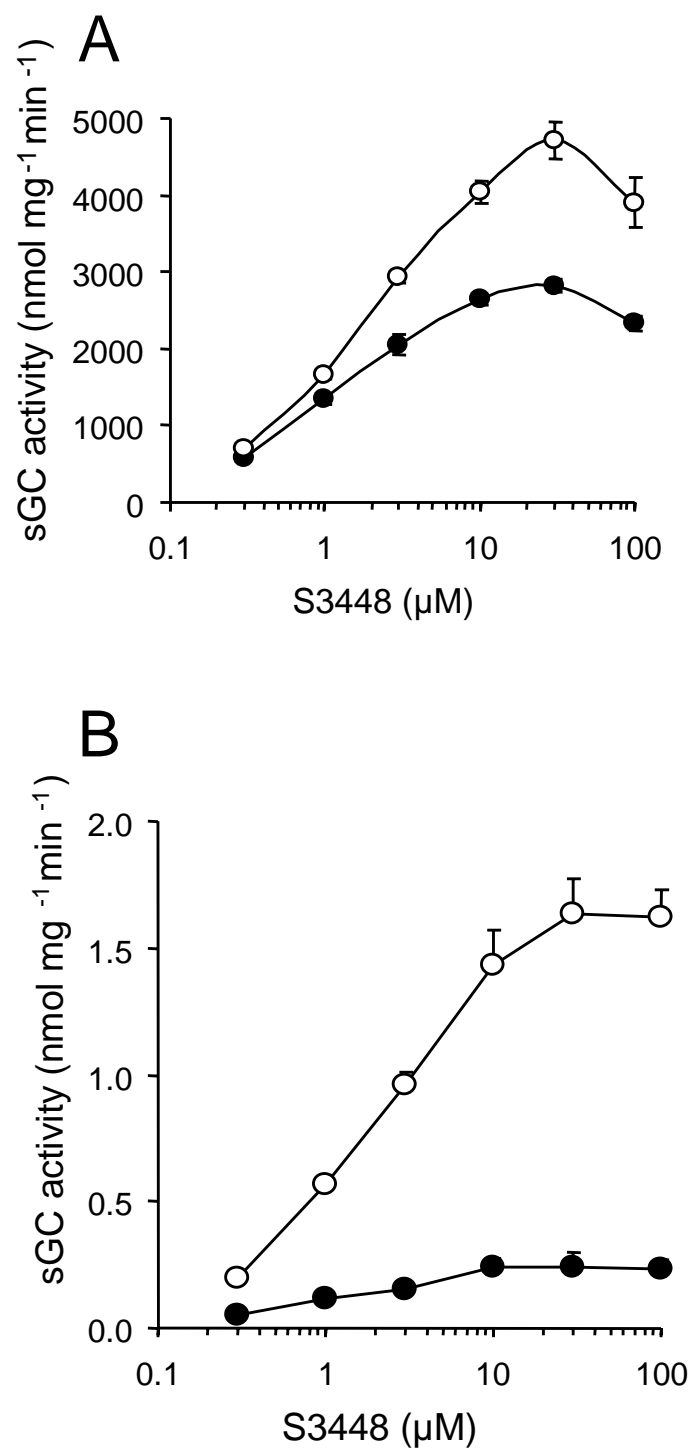 A
sGC activity (nmol mg-1 min -1)
5000
4000
3000
2000
1000
0
0.1 1 10 100
S3448 (µM)
B
sGC activity (nmol mg -1 min -1)
2.0
1.5
1.0
0.5
0.0
0.1 1 10 100
S3448 (µM)